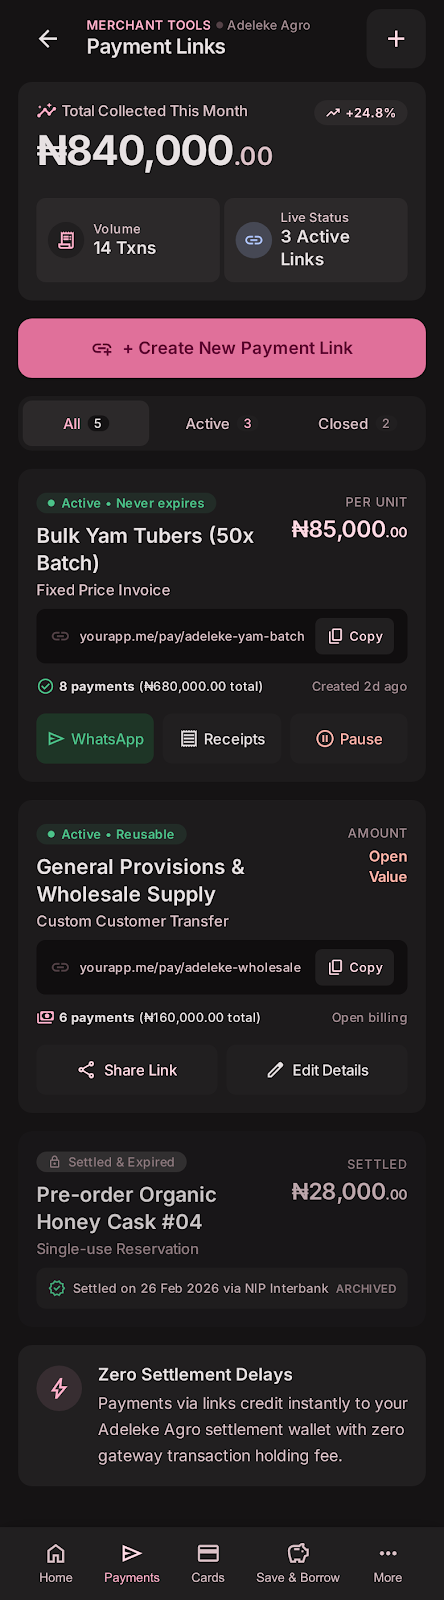 MERCHANT TOOLS • Adeleke Agro
Payment Links
Total Collected This Month
+24.8%
₦840,000.00
Volume
14 Txns
Live Status
3 Active
Links
+ Create New Payment Link
All 5
Active 3
Closed 2
Active • Never expires
PER UNIT
Bulk Yam Tubers (50x
Batch)
₦85,000.00
Fixed Price Invoice
yourapp.me/pay/adeleke-yam-batch
Copy
8 payments (₦680,000.00 total)
Created 2d ago
WhatsApp
Receipts
Pause
Active • Reusable
AMOUNT
General Provisions &
Wholesale Supply
Open
Value
Custom Customer Transfer
yourapp.me/pay/adeleke-wholesale
Copy
6 payments (₦160,000.00 total)
Open billing
Share Link
Edit Details
Settled & Expired
SETTLED
Pre-order Organic
Honey Cask #04
₦28,000.00
Single-use Reservation
Settled on 26 Feb 2026 via NIP Interbank
ARCHIVED
Zero Settlement Delays
Payments via links credit instantly to your
Adeleke Agro settlement wallet with zero
gateway transaction holding fee.
Home
Payments
Cards
Save & Borrow
More